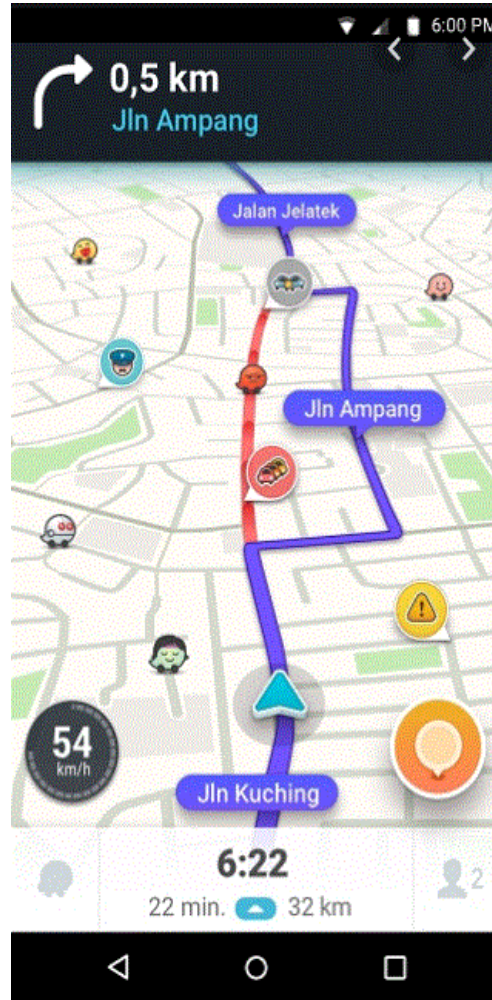 6:00 PM
0,5 km
Jln Ampang
Jalan Jelatek
Jln Ampang
54
km/h
Jln Kuching
6:22
22 min. 32 km
2